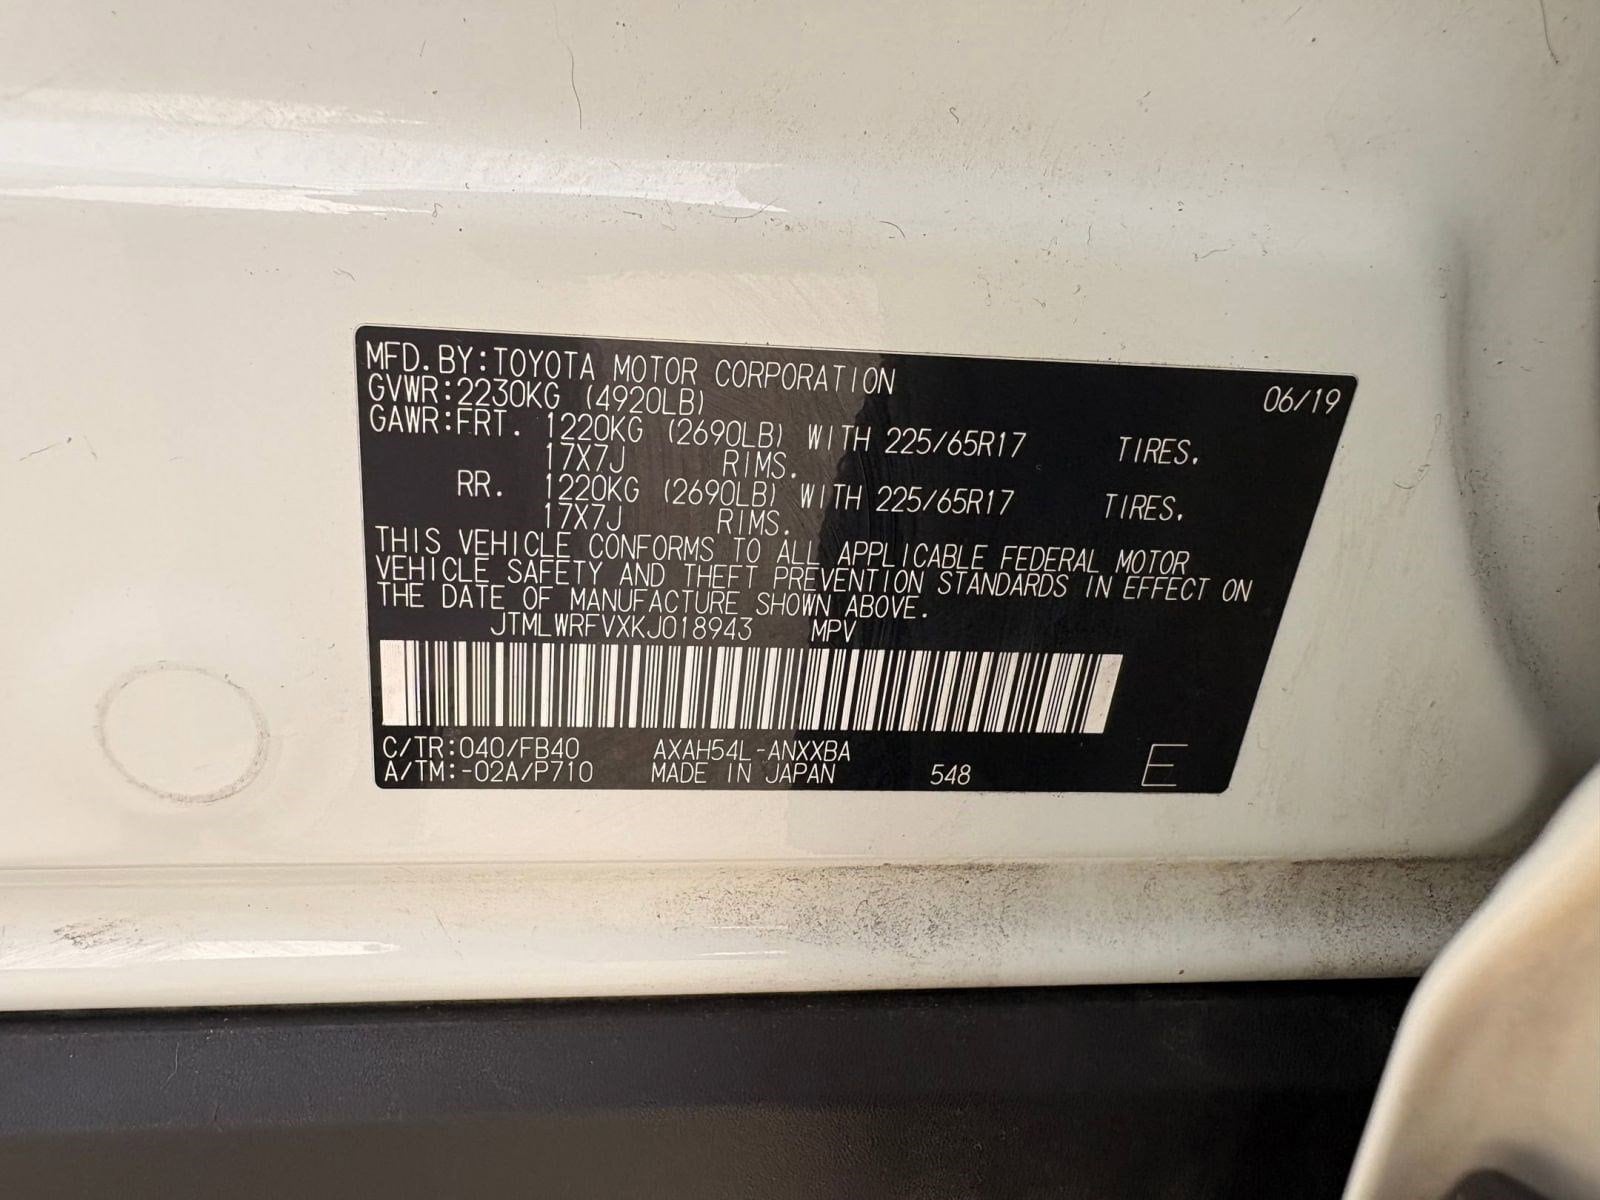 MFD. BY:TOYOTA MOTOR CORPORATION 06/19
GVWR:2230KG (4920LB)
GAWR:FRT. 1220KG (2690LB) WITH 225/65R17 TIRES.
17X7J RIMS.
RR. 1220KG (2690LB) WITH 225/65R17 TIRES.
17X7J RIMS.
THIS VEHICLE CONFORMS TO ALL APPLICABLE FEDERAL MOTOR
VEHICLE SAFETY AND THEFT PREVENTION STANDARDS IN EFFECT ON
THE DATE OF MANUFACTURE SHOWN ABOVE.
JTMLWRFVXKJ018943 MPV
C/TR:040/FB40 AXAH54L-ANXXBA
A/TM:-02A/P710 MADE IN JAPAN 548 E